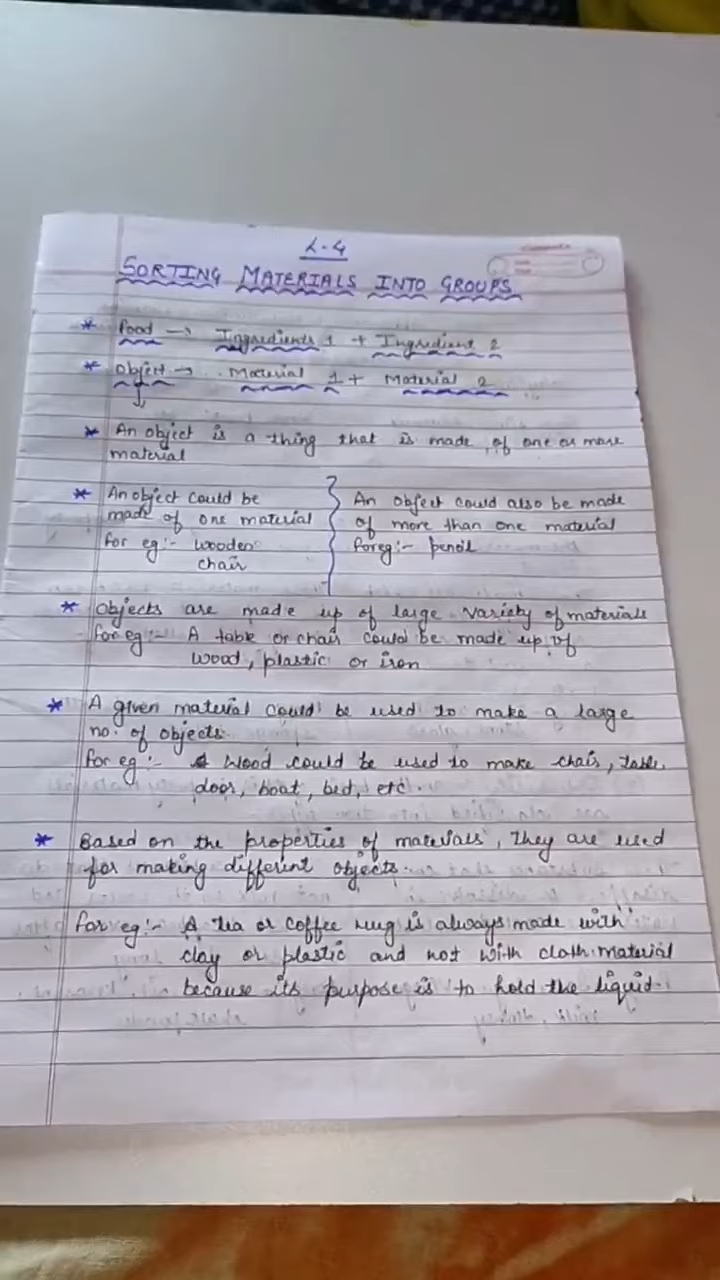 L-4
SORTING MATERIALS INTO GROUPS
* Food → Ingredients 1 + Ingredient 2
* Object → Material 1 + Material 2
* An object is a thing that is made of one or more
material
* An object could be
made of one material
for eg:- wooden
chair
An object could also be made
of more than one material
for eg:- pencil
* Objects are made up of large variety of materials
for eg:- A table or chair could be made up of
wood, plastic or iron
* A given material could be used to make a large
no. of objects.
for eg:- Wood could be used to make chair, table,
door, boat, bed, etc.
* Based on the properties of materials, they are used
for making different objects.
for eg:- A tea or coffee mug is always made with
clay or plastic and not with cloth material
because its purpose is to hold the liquid.